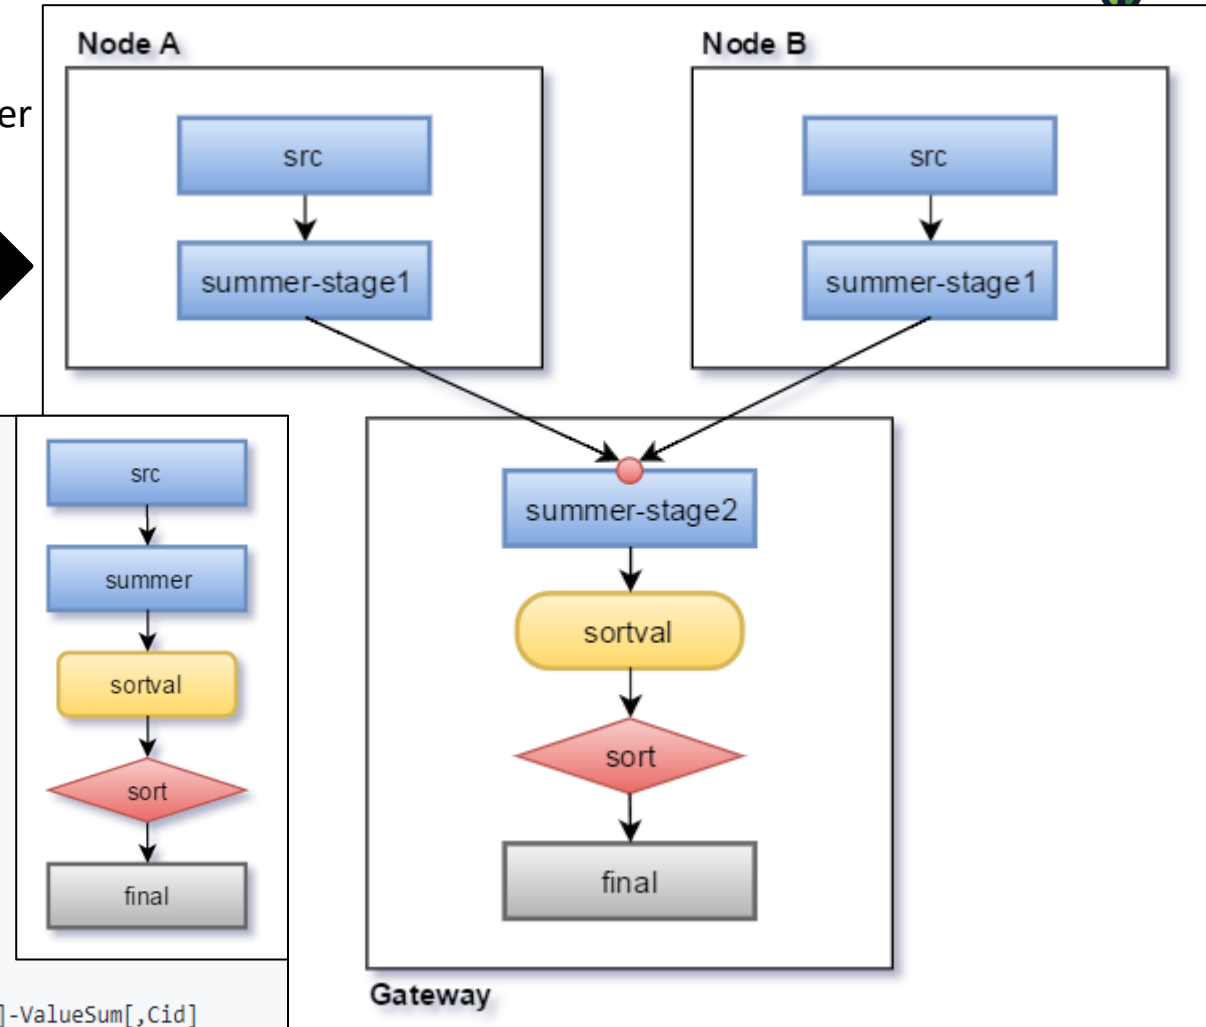 Node A
Node B
er
src
src
summer-stage1
summer-stage1
src
summer
sortval
sort
final
summer-stage2
sortval
sort
final
Gateway
]-ValueSum[,Cid]